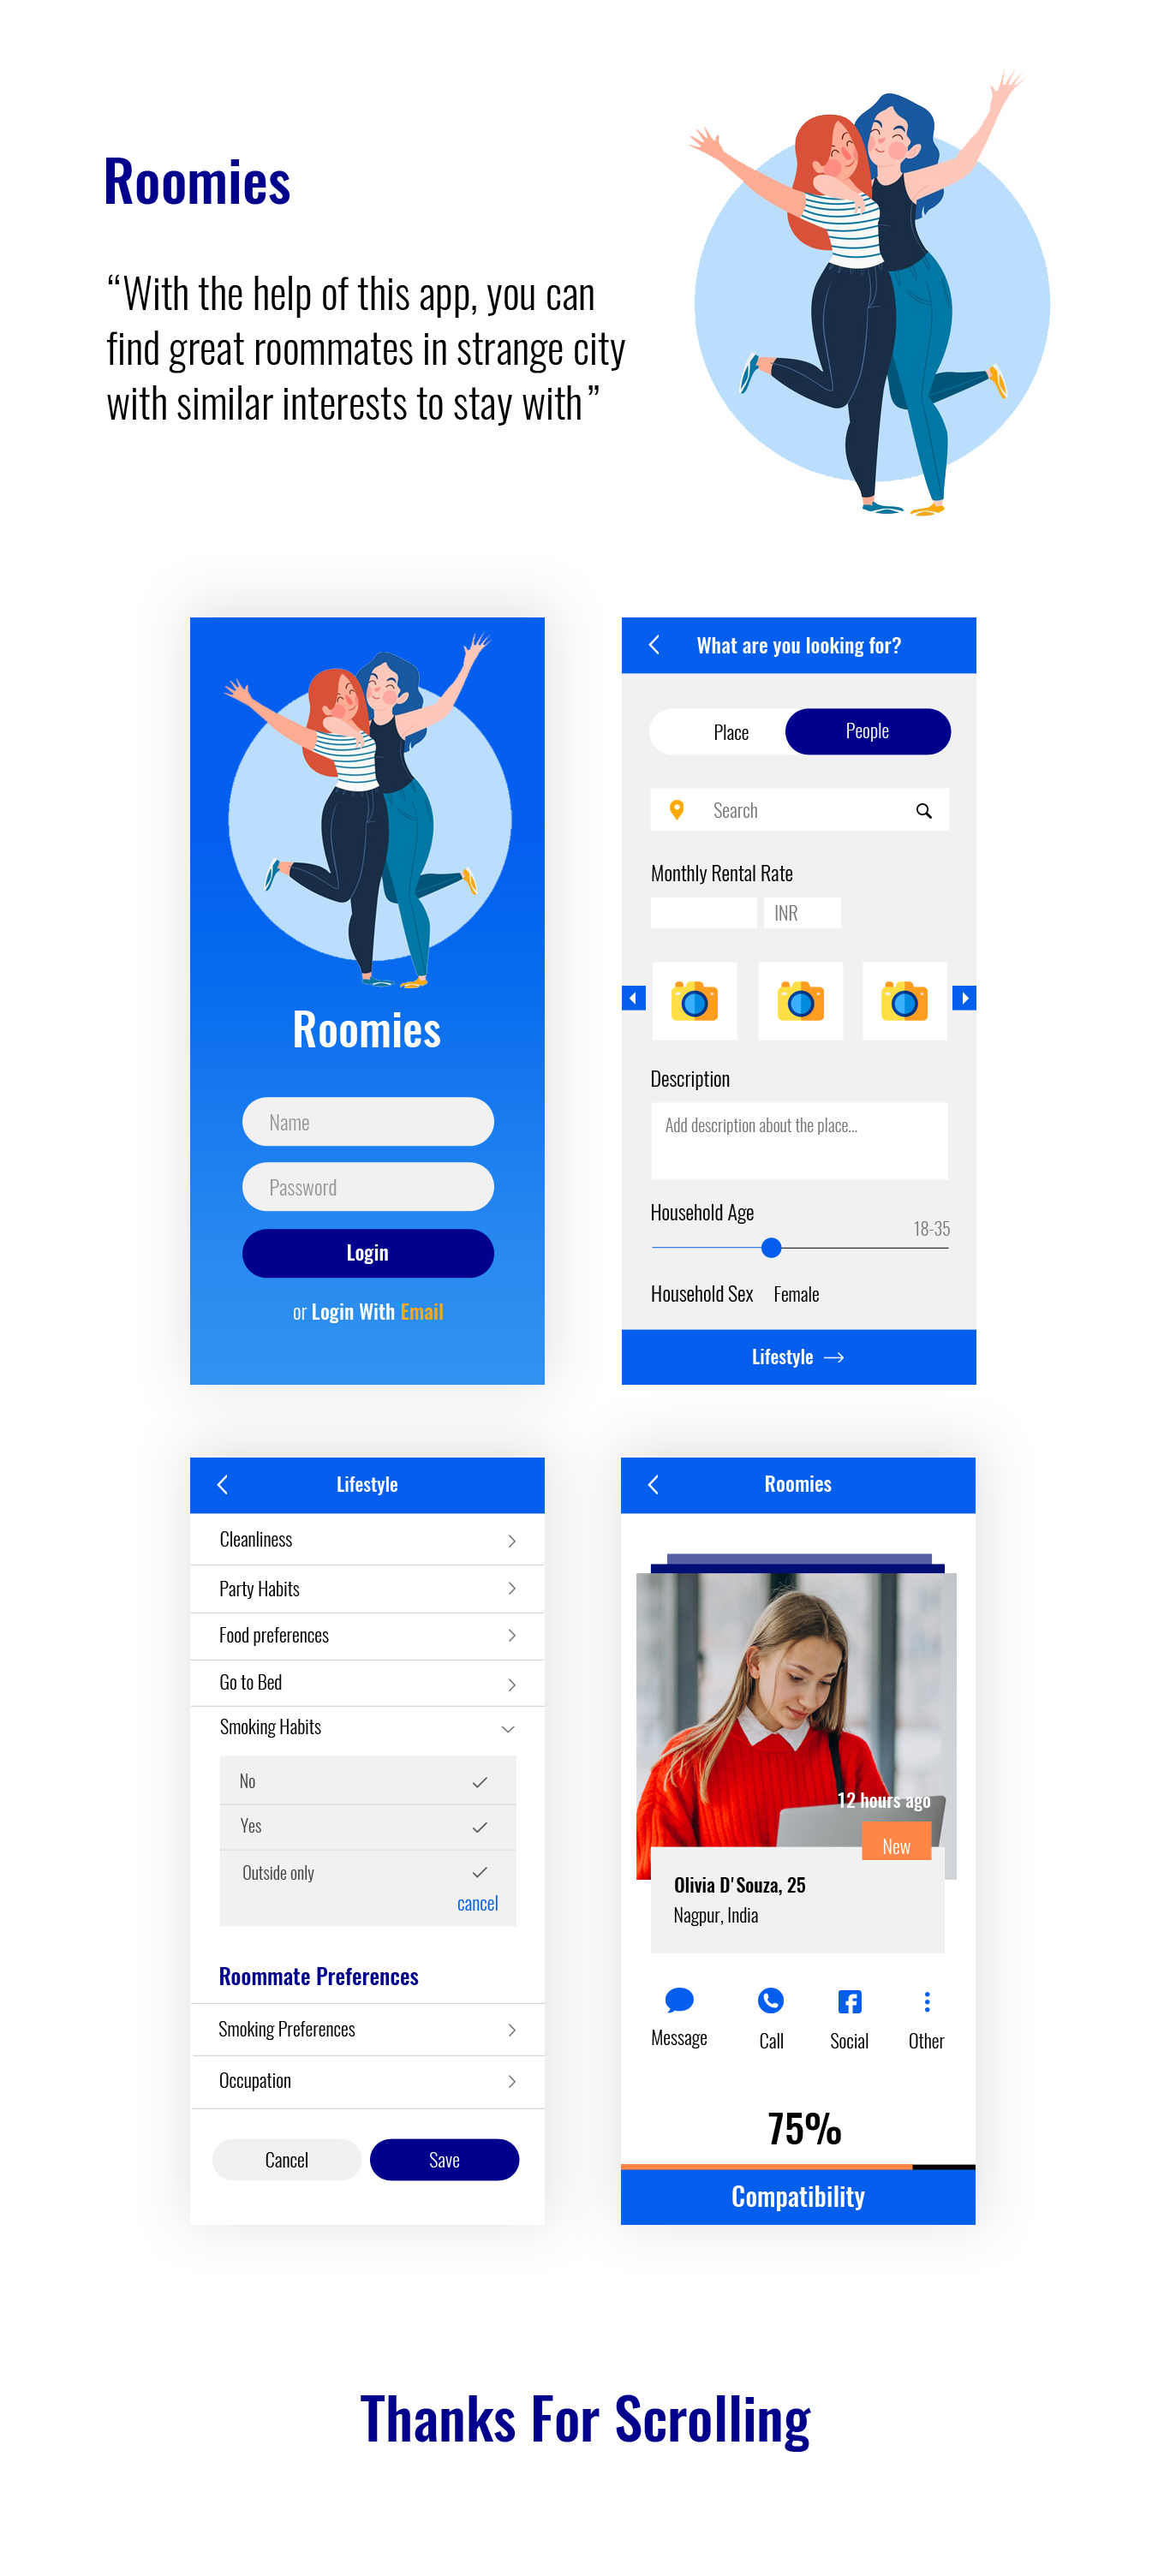 Roomies
“With the help of this app, you can
find great roommates in strange city
with similar interests to stay with”
Roomies
Name
Password
Login
or Login With Email
What are you looking for?
Place
People
Search
Monthly Rental Rate
INR
Description
Add description about the place...
Household Age
18-35
Household Sex Female
Lifestyle
Lifestyle
Cleanliness
Party Habits
Food preferences
Go to Bed
Smoking Habits
No
Yes
Outside only
cancel
Roommate Preferences
Smoking Preferences
Occupation
Cancel
Save
Roomies
12 hours ago
New
Olivia D'Souza, 25
Nagpur, India
Message
Call
Social
Other
75%
Compatibility
Thanks For Scrolling